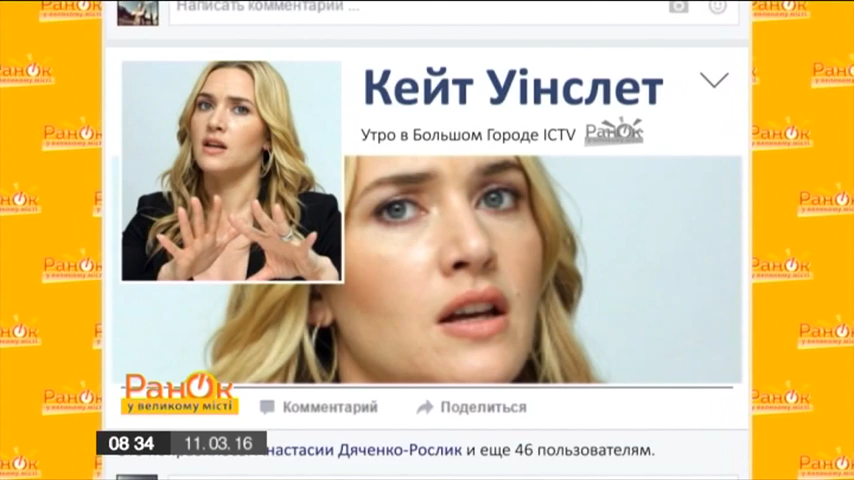 Написать комментарий ...
Кейт Уінслет
Утро в Большом Городе ICTV
Ранок
у великому місті
Ранок
у великому місті
Комментарий
Поделиться
08 34
11.03.16
настасии Дяченко-Рослик и еще 46 пользователям.